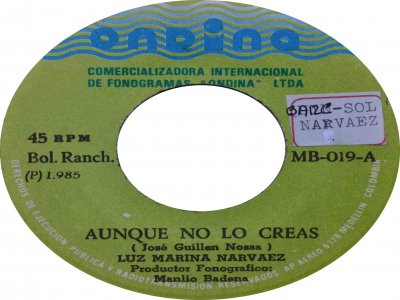 ONDINA
COMERCIALIZADORA INTERNACIONAL
DE FONOGRAMAS "ONDINA" LTDA
SOL
NARVAEZ
45 RPM
Bol. Ranch.
(P) 1.985
MB-019-A
AUNQUE NO LO CREAS
( José Guillen Nossa )
LUZ MARINA NARVAEZ
Productor Fonografico:
Manlio Badena
DERECHOS DE EJECUCION PUBLICA Y RADIOTRANSMISION ESTAN RESERVADOS AP AEREO 6128 MEDELLIN COLOMBIA